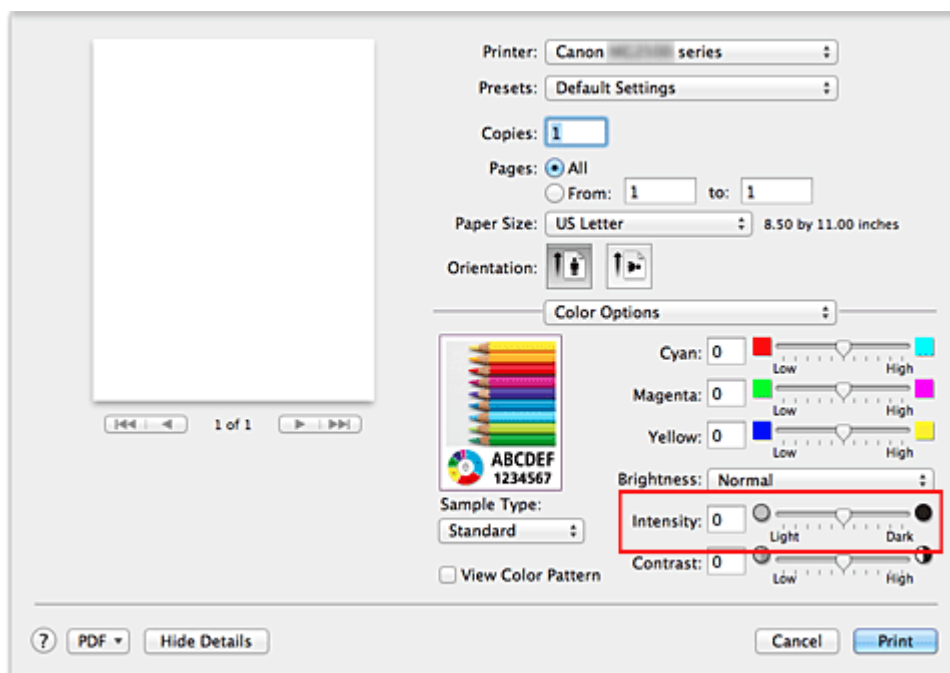 Printer: Canon series
Presets: Default Settings
Copies: 1
Pages: All
From: 1 to: 1
Paper Size: US Letter 8.50 by 11.00 inches
Orientation:
Color Options
Cyan: 0
Low High
Magenta: 0
Low High
Yellow: 0
Low High
ABCDEF
1234567
Brightness: Normal
Sample Type:
Standard
Intensity: 0
Light Dark
View Color Pattern
Contrast: 0
Low High
1 of 1
? PDF Hide Details Cancel Print